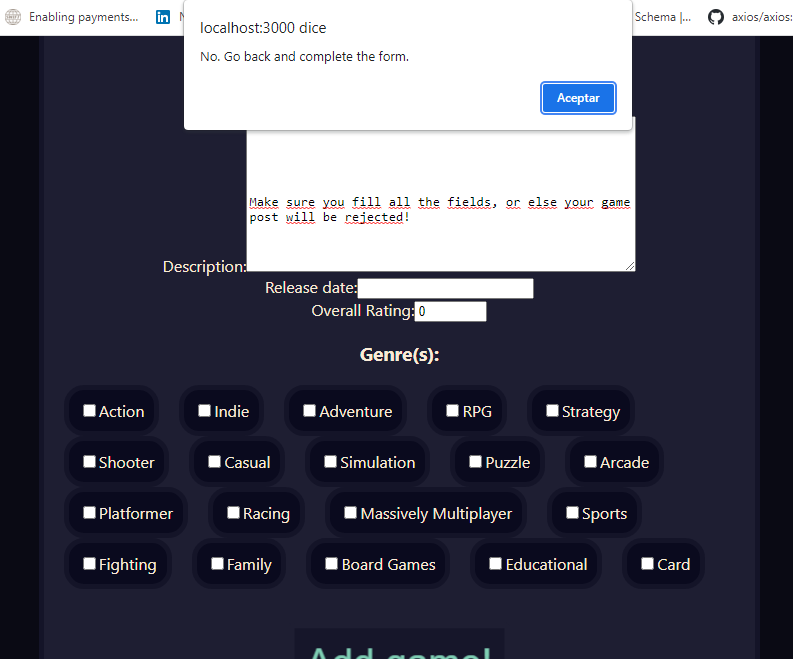 Enabling payments...
Schema |...
axios/axios:
localhost:3000 dice
No. Go back and complete the form.
Aceptar
Make sure you fill all the fields, or else your game
post will be rejected!
Description:
Release date:
Overall Rating: 0
Genre(s):
Action Indie Adventure RPG Strategy
Shooter Casual Simulation Puzzle Arcade
Platformer Racing Massively Multiplayer Sports
Fighting Family Board Games Educational Card
Add game!